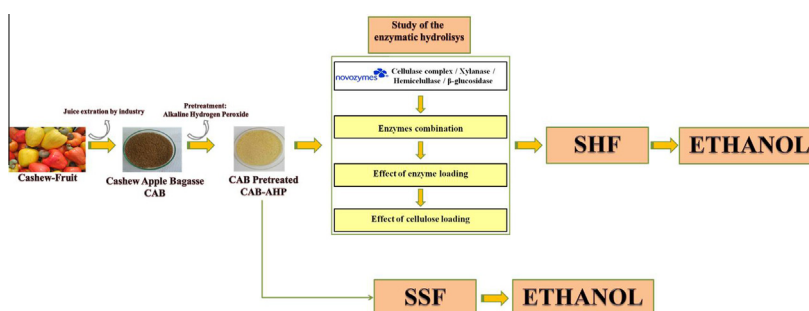 Study of the
enzymatic hydrolisys
novozymes Cellulase complex / Xylanase /
Hemicelullase / β-glucosidase
Juice extration by industry
Pretreatment:
Alkaline Hydrogen Peroxide
Enzymes combination
Effect of enzyme loading
Effect of cellulose loading
Cashew-Fruit
Cashew Apple Bagasse
CAB
CAB Pretreated
CAB-AHP
SHF
ETHANOL
SSF
ETHANOL